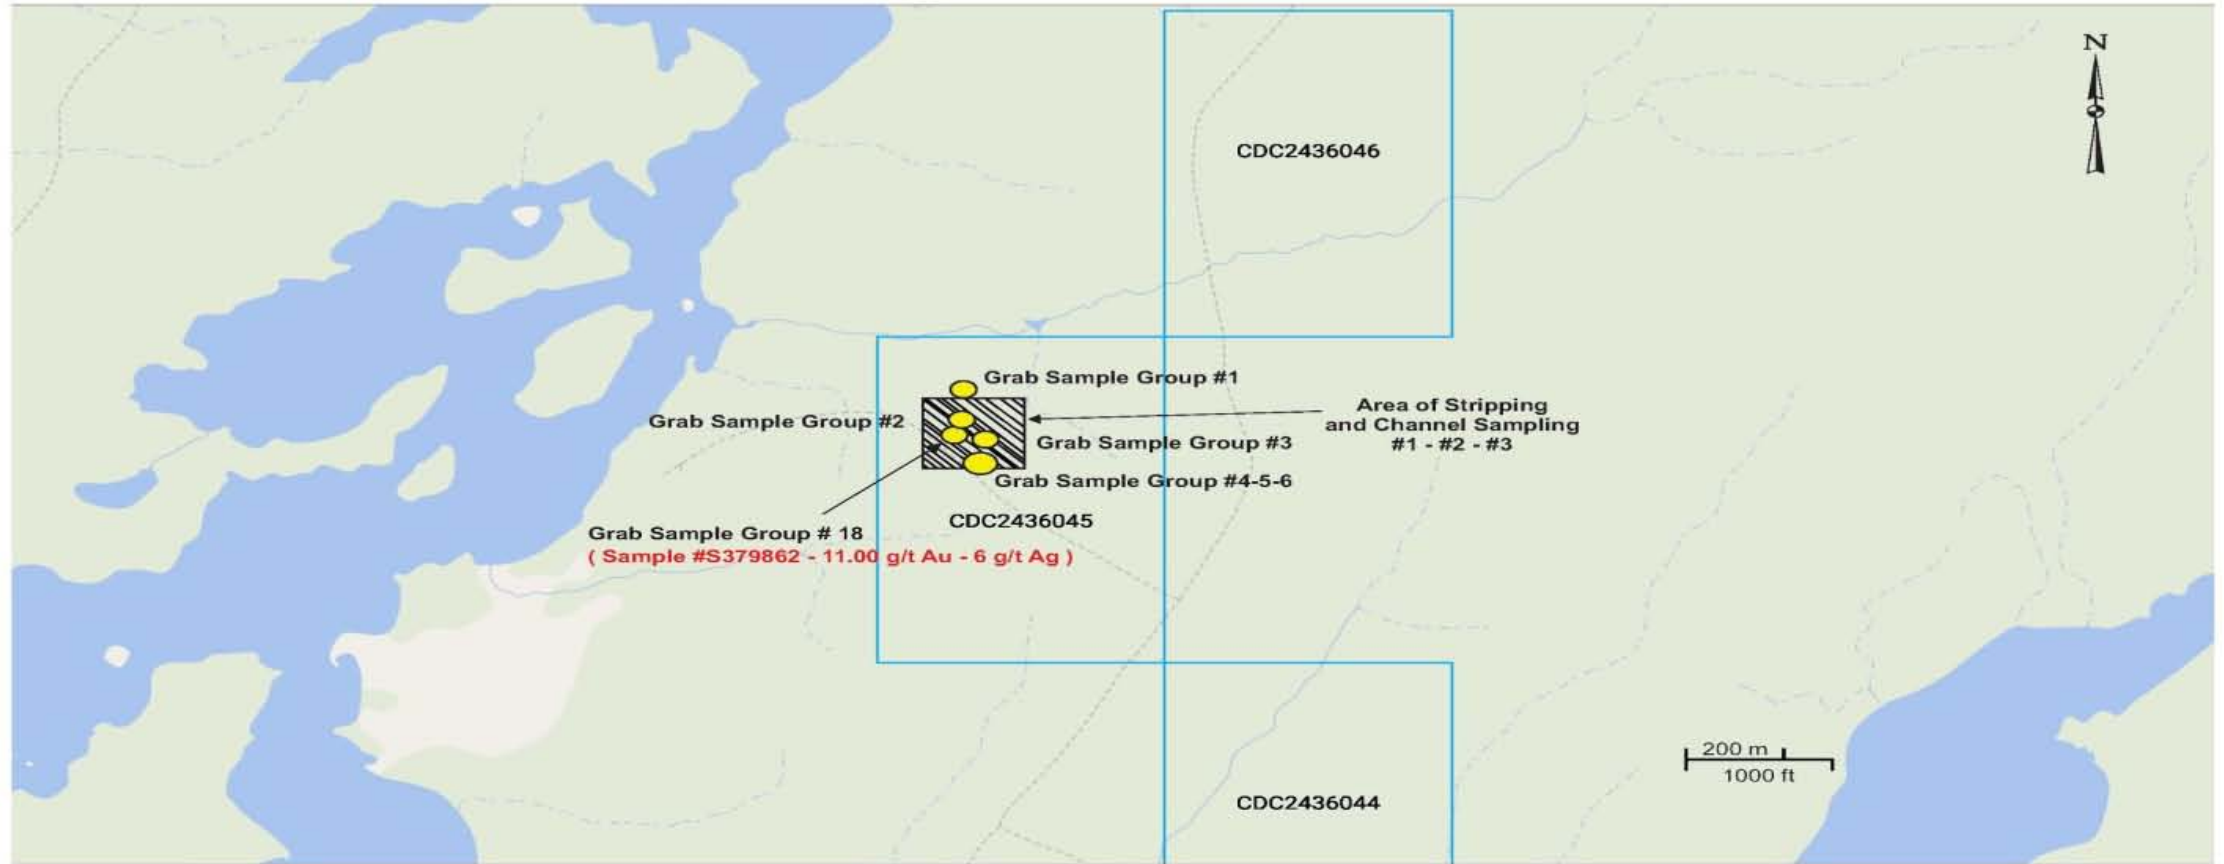 N
CDC2436046
Grab Sample Group #1
Grab Sample Group #2
Area of Stripping
and Channel Sampling
#1 - #2 - #3
Grab Sample Group #3
Grab Sample Group #4-5-6
CDC2436045
Grab Sample Group # 18
( Sample #S379862 - 11.00 g/t Au - 6 g/t Ag )
200 m
1000 ft
CDC2436044